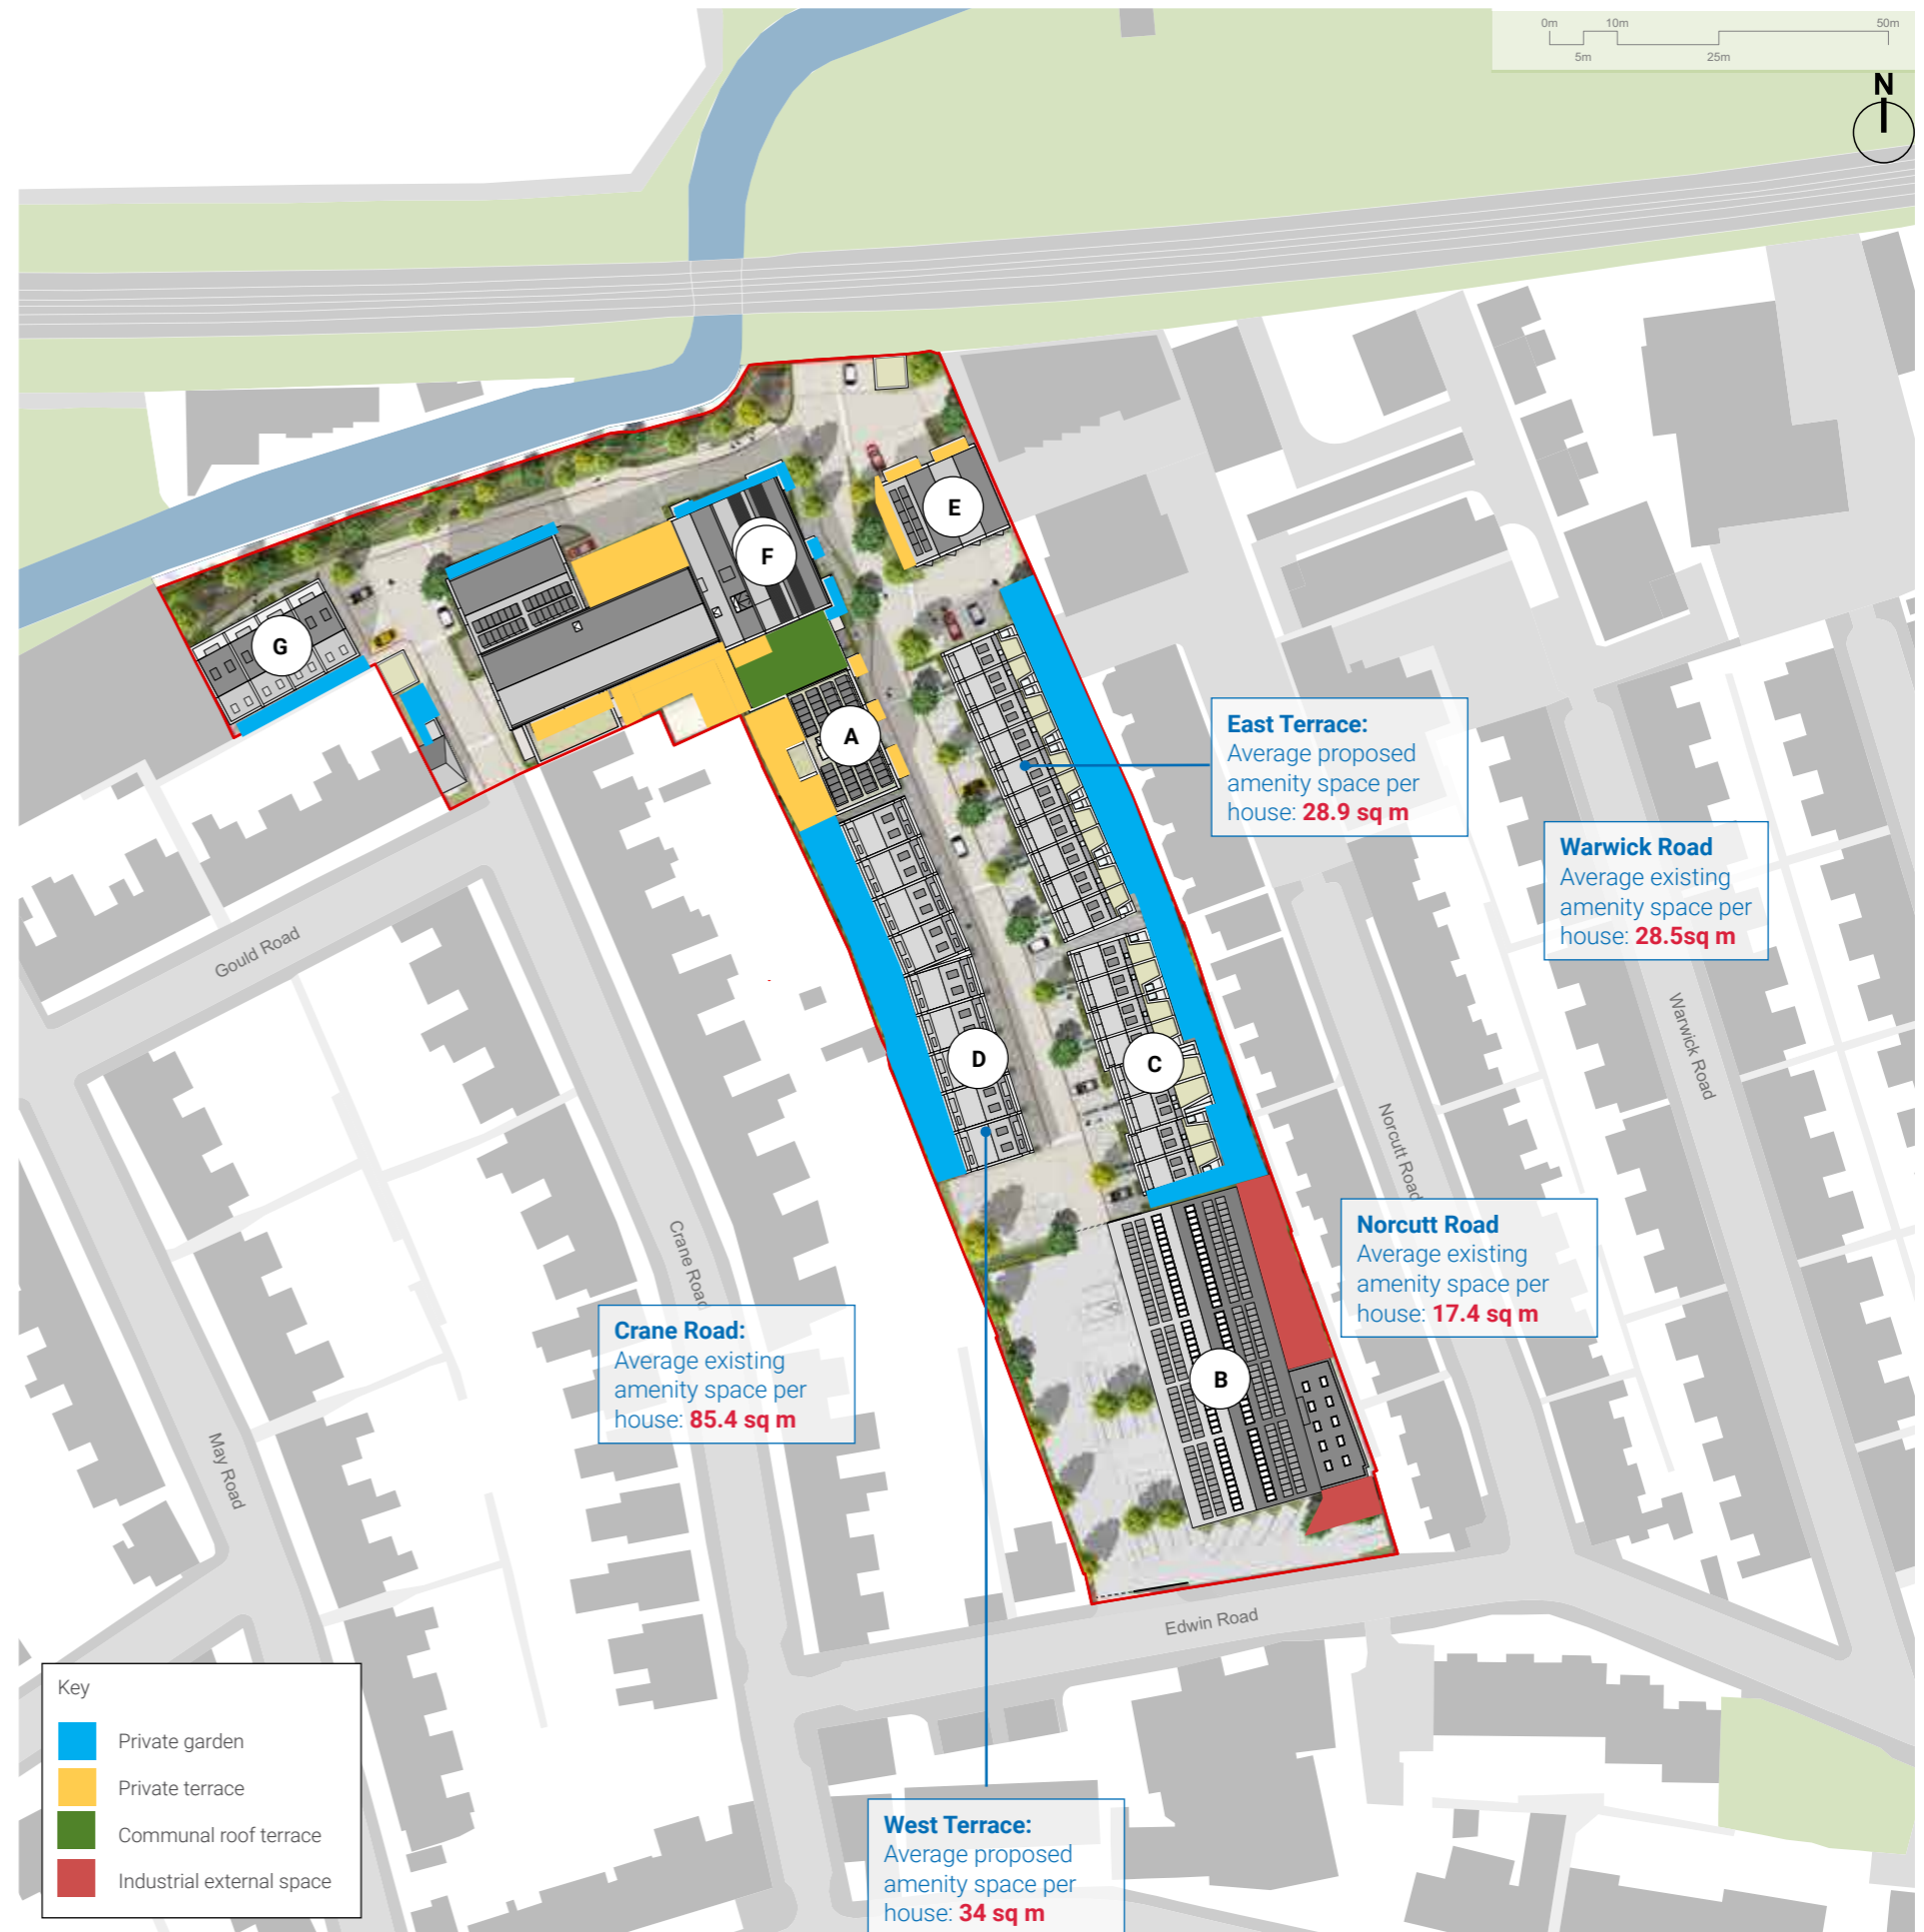 0m 10m 50m
5m 25m
N
E
F
G
A
East Terrace:
Average proposed
amenity space per
house: 28.9 sq m
Warwick Road
Average existing
amenity space per
house: 28.5sq m
Gould Road
Warwick Road
D
C
Norcutt Road
Norcutt Road
Average existing
amenity space per
house: 17.4 sq m
Crane Road
Crane Road:
Average existing
amenity space per
house: 85.4 sq m
B
May Road
Edwin Road
Key
Private garden
Private terrace
Communal roof terrace
Industrial external space
West Terrace:
Average proposed
amenity space per
house: 34 sq m